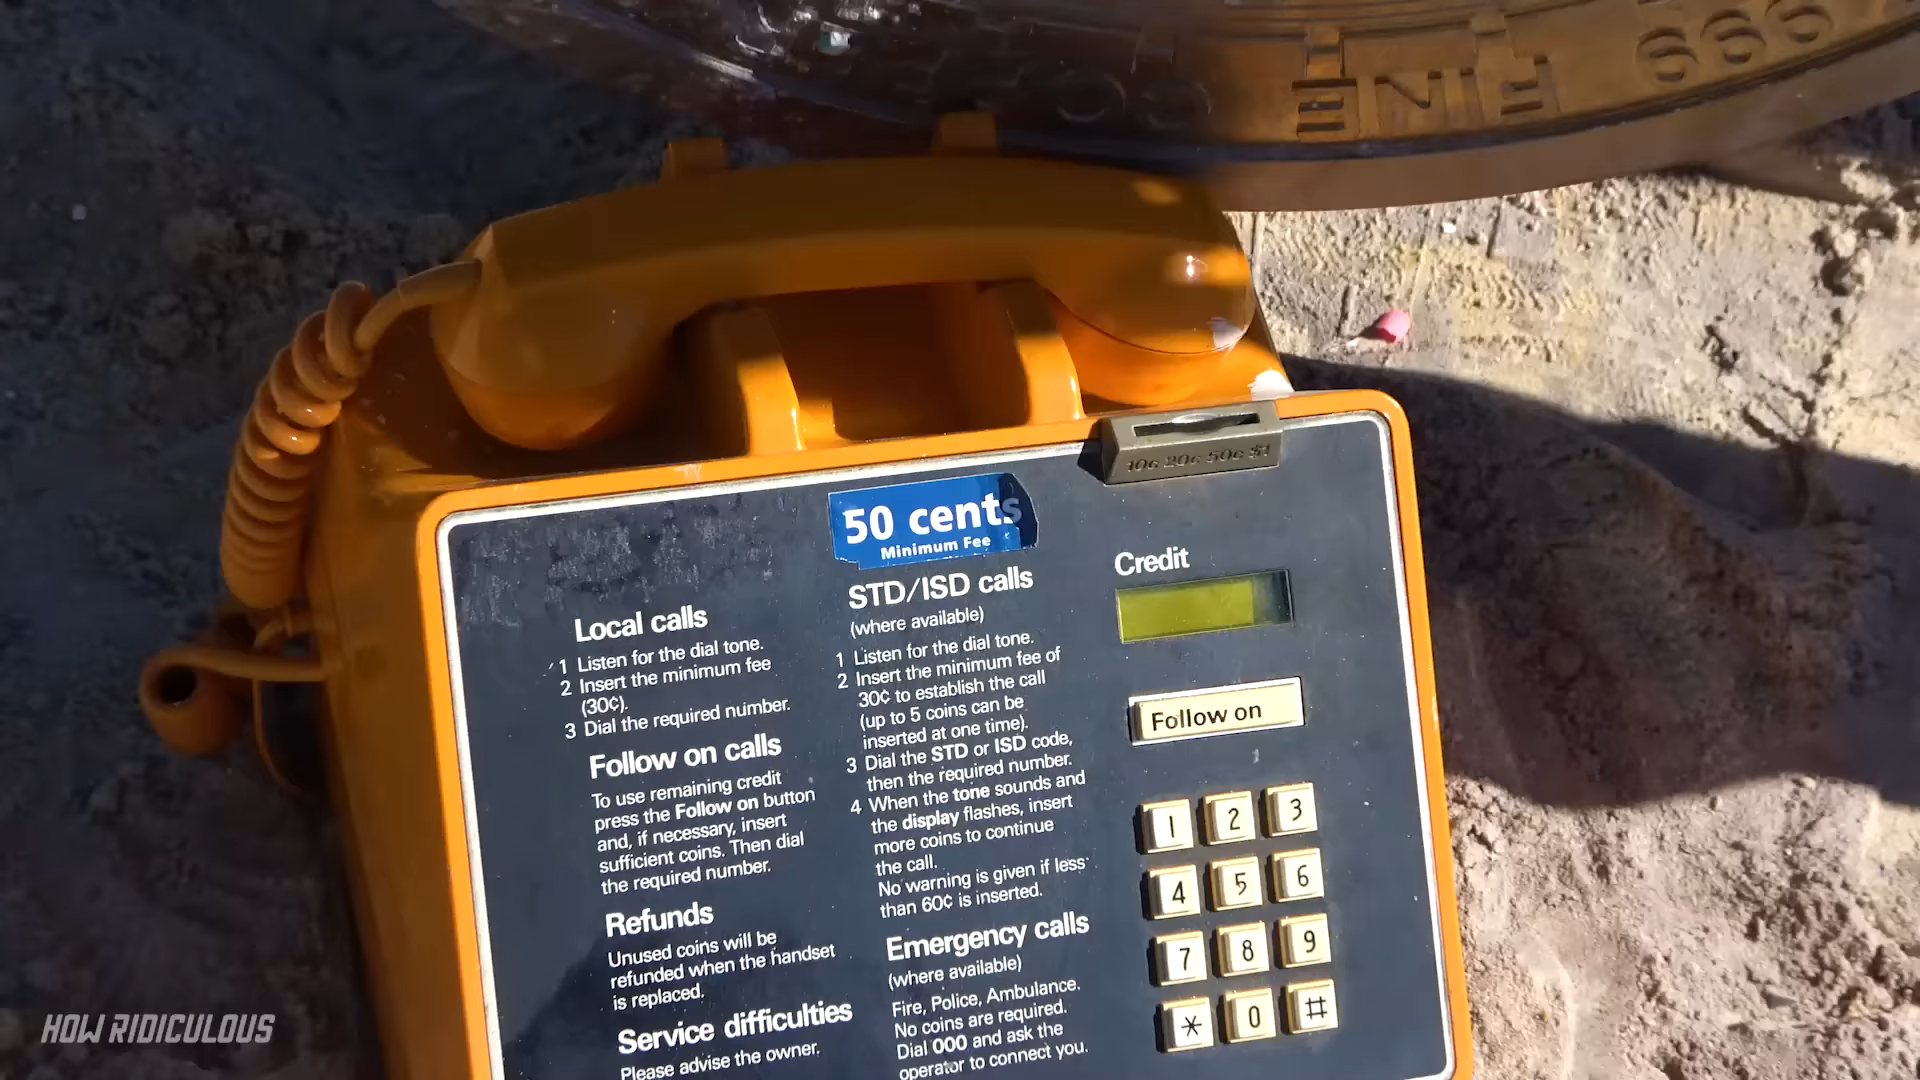 FINE
999
10c 20c 50c $1
50 cents
Minimum Fee
Credit
Follow on
Local calls
1 Listen for the dial tone.
2 Insert the minimum fee
(30¢).
3 Dial the required number.
Follow on calls
To use remaining credit
press the Follow on button
and, if necessary, insert
sufficient coins. Then dial
the required number.
Refunds
Unused coins will be
refunded when the handset
is replaced.
Service difficulties
Please advise the owner.
STD/ISD calls
(where available)
1 Listen for the dial tone.
2 Insert the minimum fee of
30¢ to establish the call
(up to 5 coins can be
inserted at one time).
3 Dial the STD or ISD code,
then the required number.
4 When the tone sounds and
the display flashes, insert
more coins to continue
the call.
No warning is given if less
than 60¢ is inserted.
Emergency calls
(where available)
Fire, Police, Ambulance.
No coins are required.
Dial 000 and ask the
operator to connect you.
1 2 3
4 5 6
7 8 9
* 0 #
HOW RIDICULOUS